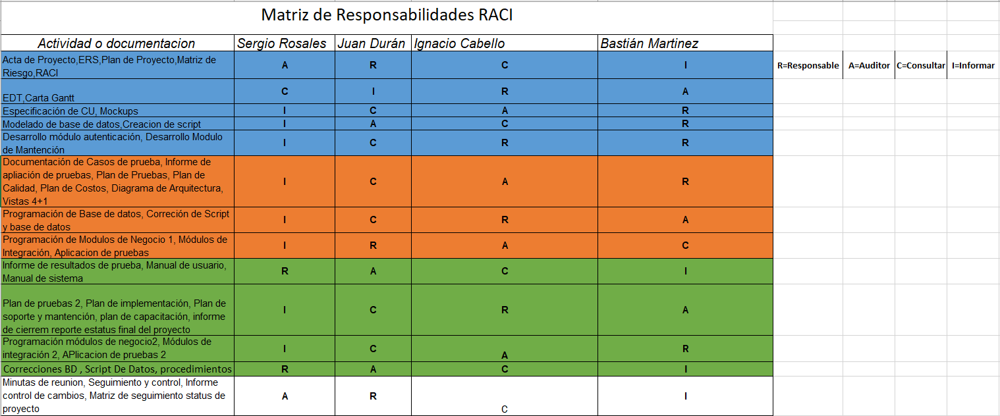 Matriz de Responsabilidades RACI
Actividad o documentacion Sergio Rosales Juan Durán Ignacio Cabello Bastián Martinez
Acta de Proyecto,ERS,Plan de Proyecto,Matriz de
Riesgo,RACI
A R C I
R=Responsable A=Auditor C=Consultar I=Informar
EDT,Carta Gantt
C I R A
Especificación de CU, Mockups I C A R
Modelado de base de datos,Creacion de script I A C R
Desarrollo módulo autenticación, Desarrollo Modulo
de Mantención
I C R R
Documentación de Casos de prueba, Informe de
apliación de pruebas, Plan de Pruebas, Plan de
Calidad, Plan de Costos, Diagrama de Arquitectura,
Vistas 4+1
I C A R
Programación de Base de datos, Correción de Script
y base de datos
I C R A
Programación de Modulos de Negocio 1, Módulos de
Integración, Aplicacion de pruebas
I R A C
Informe de resultados de prueba, Manual de usuario,
Manual de sistema
R A C I
Plan de pruebas 2, Plan de implementación, Plan de
soporte y mantención, plan de capacitación, informe
de cierrem reporte estatus final del proyecto
I C R A
Programación módulos de negocio2, Módulos de
integración 2, APlicacion de pruebas 2
I C A R
Correcciones BD , Script De Datos, procedimientos R A C I
Minutas de reunion, Seguimiento y control, Informe
control de cambios, Matriz de seguimiento status de
proyecto
A R C I